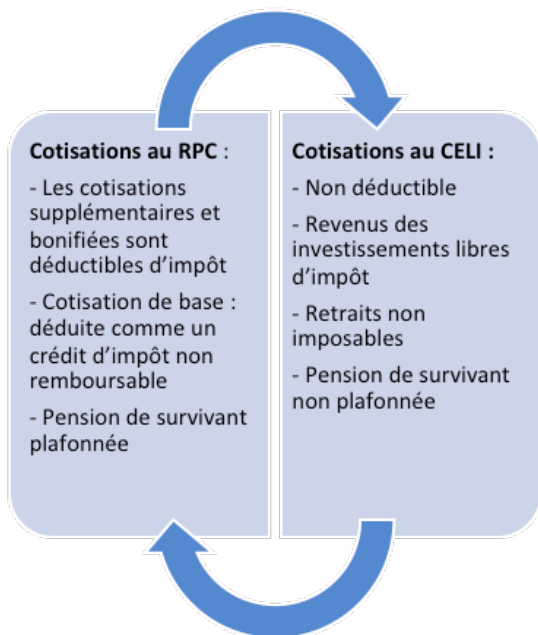 Cotisations au RPC :
- Les cotisations
supplémentaires et
bonifiées sont
déductibles d’impôt
- Cotisation de base :
déduite comme un
crédit d’impôt non
remboursable
- Pension de survivant
plafonnée
Cotisations au CELI :
- Non déductible
- Revenus des
investissements libres
d’impôt
- Retraits non
imposables
- Pension de survivant
non plafonnée